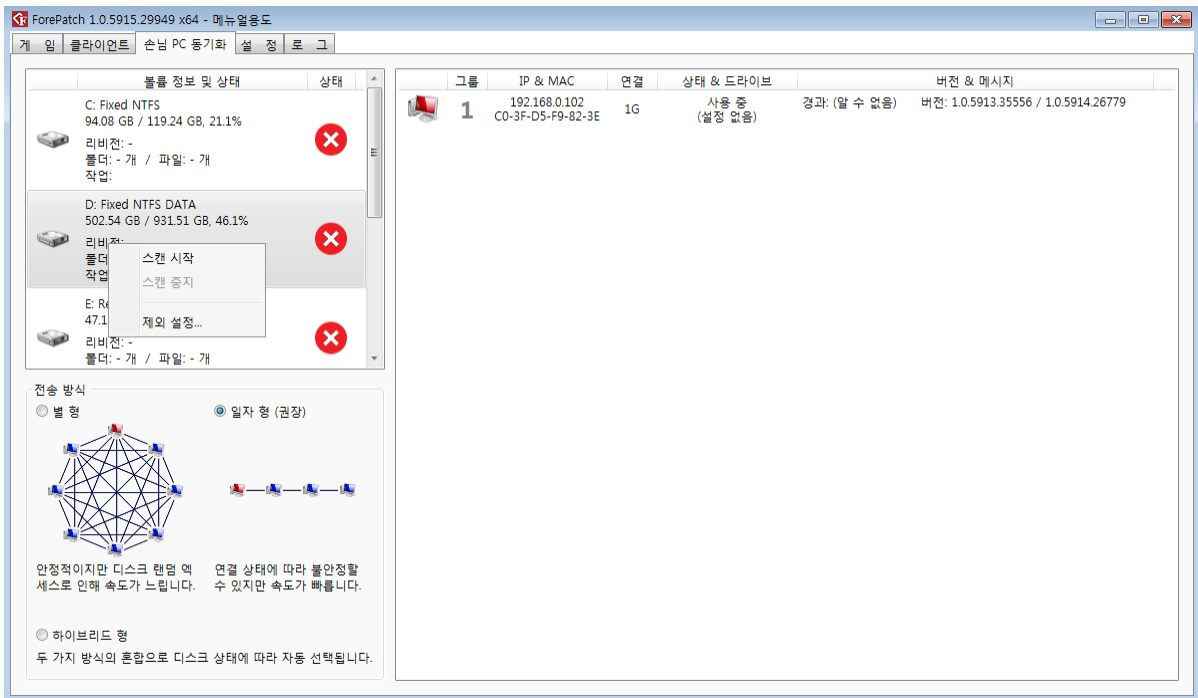 ForePatch 1.0.5915.29949 x64 - 메뉴얼용도
게 임 클라이언트 손님 PC 동기화 설 정 로 그
볼륨 정보 및 상태 상태
C: Fixed NTFS
94.08 GB / 119.24 GB, 21.1%
리비전: -
폴더: - 개 / 파일: - 개
작업:
D: Fixed NTFS DATA
502.54 GB / 931.51 GB, 46.1%
리비전:
폴더
작업
스캔 시작
스캔 중지
제외 설정...
E: Re
47.1
리비전: -
폴더: - 개 / 파일: - 개
전송 방식
별 형
일자 형 (권장)
안정적이지만 디스크 랜덤 엑
세스로 인해 속도가 느립니다.
연결 상태에 따라 불안정할
수 있지만 속도가 빠릅니다.
하이브리드 형
두 가지 방식의 혼합으로 디스크 상태에 따라 자동 선택됩니다.
그룹 IP & MAC 연결 상태 & 드라이브 버전 & 메시지
1
192.168.0.102
C0-3F-D5-F9-82-3E
1G
사용 중
(설정 없음)
경과: (알 수 없음)
버전: 1.0.5913.35556 / 1.0.5914.26779